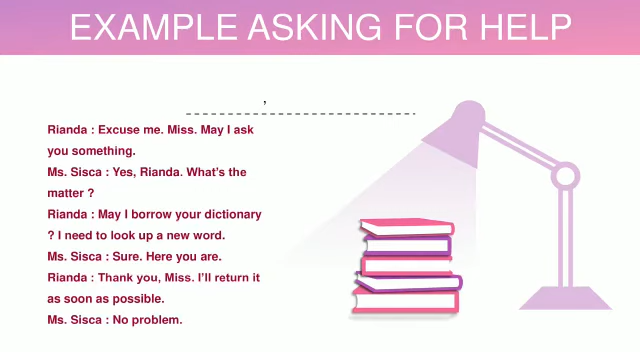 EXAMPLE ASKING FOR HELP
,
Rianda : Excuse me. Miss. May I ask
you something.
Ms. Sisca : Yes, Rianda. What's the
matter ?
Rianda : May I borrow your dictionary
? I need to look up a new word.
Ms. Sisca : Sure. Here you are.
Rianda : Thank you, Miss. I'll return it
as soon as possible.
Ms. Sisca : No problem.